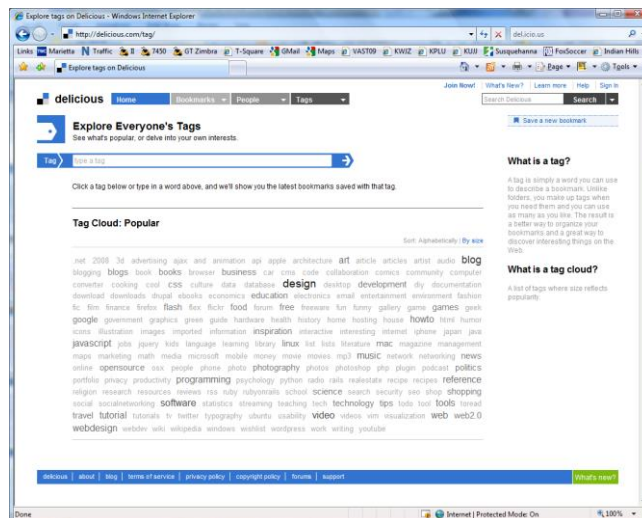 Explore tags on Delicious - Windows Internet Explorer
http://delicious.com/tag/
del.icio.us
Links Marietta Traffic II 7450 GT Zimbra T-Square GMail Maps VAST09 KWIZ KPLU KUJI Susquehanna FoxSoccer Indian Hills
Explore tags on Delicious
Page Tools
Join Now! What's New? Learn more Help Sign In
delicious Home Bookmarks People Tags
Search Delicious Search
Explore Everyone's Tags
See what's popular, or delve into your own interests.
Save a new bookmark
Tag type a tag
Click a tag below or type in a word above, and we'll show you the latest bookmarks saved with that tag.
What is a tag?
A tag is simply a word you can use
to describe a bookmark. Unlike
folders, you make up tags when
you need them and you can use
as many as you like. The result is
a better way to organize your
bookmarks and a great way to
discover interesting things on the
Web.
What is a tag cloud?
A list of tags where size reflects
popularity.
Tag Cloud: Popular
Sort: Alphabetically | By size
.net 2008 3d advertising ajax and animation api apple architecture art article articles artist audio blog
blogging blogs book books browser business car cms code collaboration comics community computer
converter cooking cool css culture data database design desktop development diy documentation
download downloads drupal ebooks economics education electronics email entertainment environment fashion
fic film finance firefox flash flex flickr food forum free freeware fun funny gallery game games geek
google government graphics green guide hardware health history home hosting house howto html humor
icons illustration images imported information inspiration interactive interesting internet iphone japan java
javascript jobs jquery kids language learning library linux list lists literature mac magazine management
maps marketing math media microsoft mobile money movie movies mp3 music network networking news
online opensource osx people phone photo photography photos photoshop php plugin podcast politics
portfolio privacy productivity programming psychology python radio rails realestate recipe recipes reference
religion research resources reviews rss ruby rubyonrails school science search security seo shop shopping
social socialnetworking software statistics streaming teaching tech technology tips todo tool tools toread
travel tutorial tutorials tv twitter typography ubuntu usability video videos vim visualization web web2.0
webdesign webdev wiki wikipedia windows wishlist wordpress work writing youtube
delicious | about | blog | terms of service | privacy policy | copyright policy | forums | support
What's new?
Done
Internet | Protected Mode: On
100%